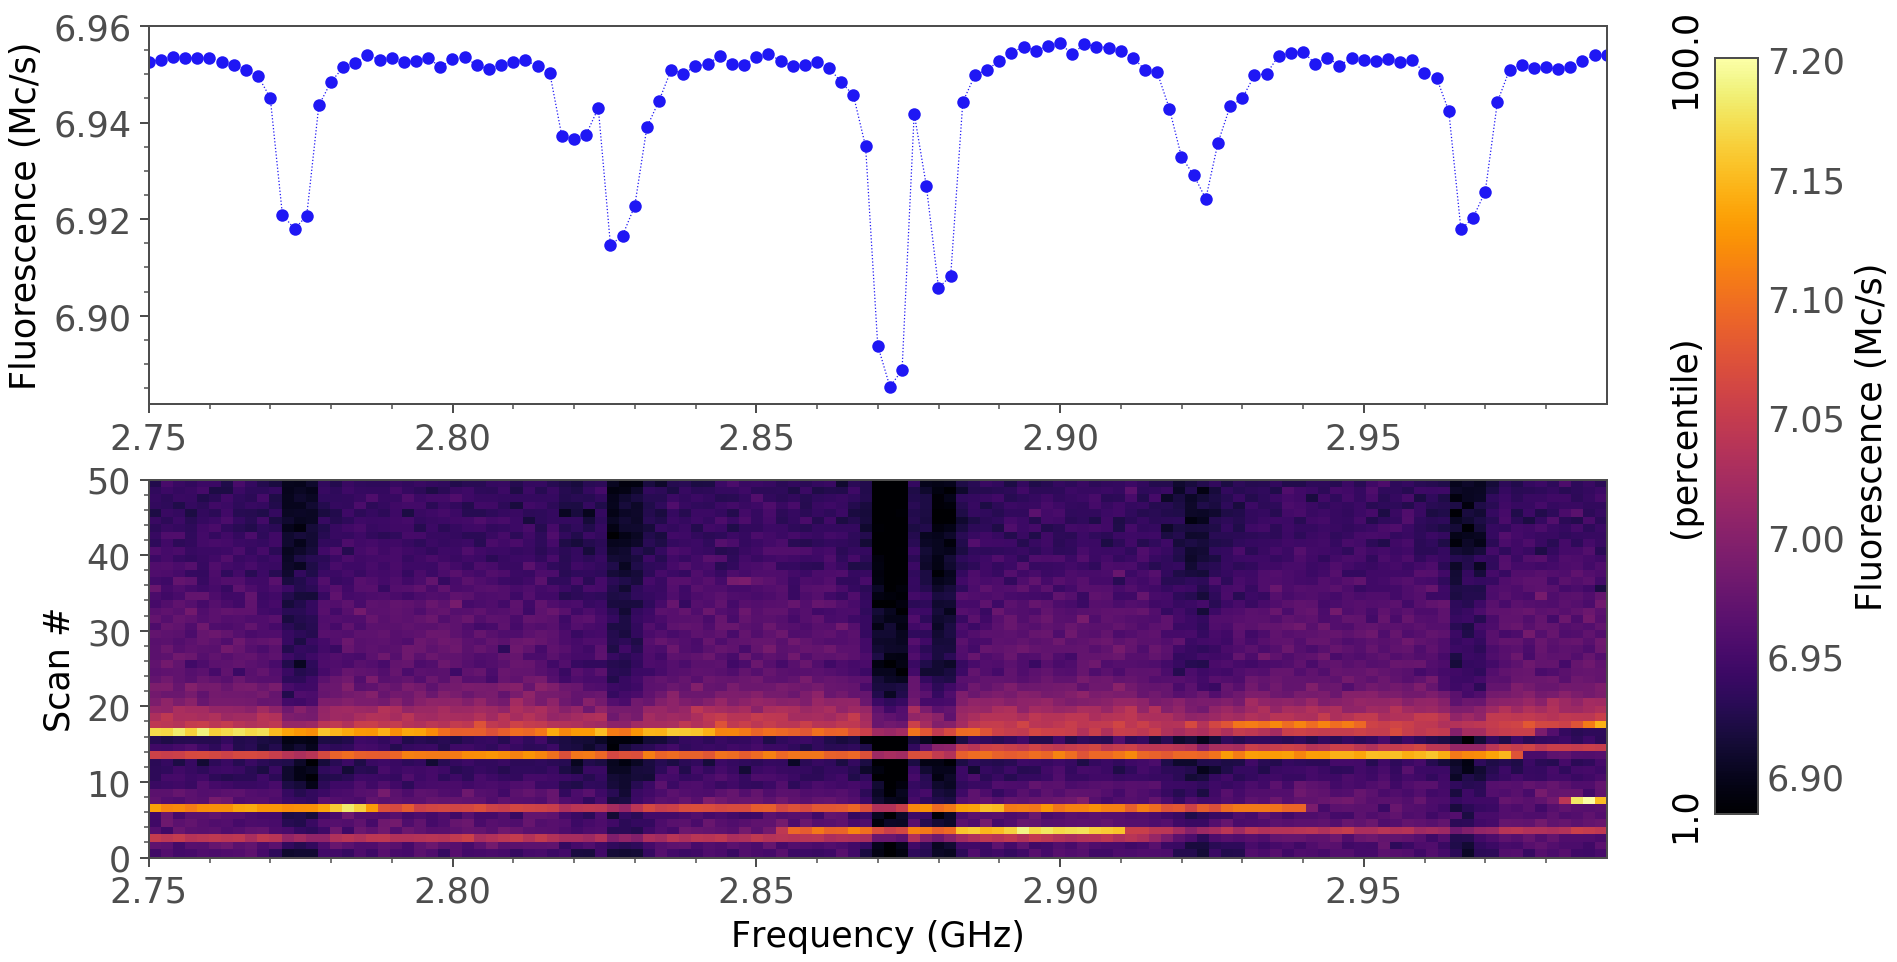 6.96
6.94
6.92
6.90
Fluorescence (Mc/s)
2.75 2.80 2.85 2.90 2.95
50
40
30
20
10
0
Scan #
2.75 2.80 2.85 2.90 2.95
Frequency (GHz)
100.0
(percentile)
1.0
7.20
7.15
7.10
7.05
7.00
6.95
6.90
Fluorescence (Mc/s)